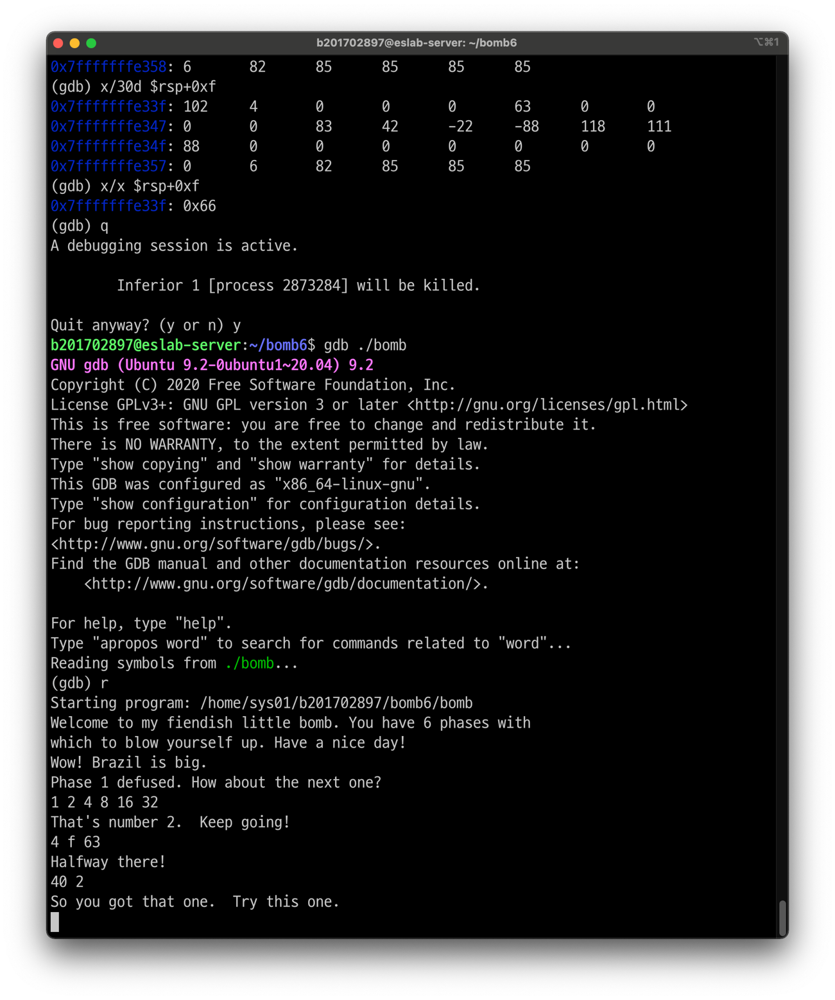 b201702897@eslab-server: ~/bomb6
⌥⌘1
0x7fffffffe358: 6 82 85 85 85 85
(gdb) x/30d $rsp+0xf
0x7fffffffe33f: 102 4 0 0 0 63 0 0
0x7fffffffe347: 0 0 83 42 -22 -88 118 111
0x7fffffffe34f: 88 0 0 0 0 0 0 0
0x7fffffffe357: 0 6 82 85 85 85
(gdb) x/x $rsp+0xf
0x7fffffffe33f: 0x66
(gdb) q
A debugging session is active.
Inferior 1 [process 2873284] will be killed.
Quit anyway? (y or n) y
b201702897@eslab-server:~/bomb6$ gdb ./bomb
GNU gdb (Ubuntu 9.2-0ubuntu1~20.04) 9.2
Copyright (C) 2020 Free Software Foundation, Inc.
License GPLv3+: GNU GPL version 3 or later <http://gnu.org/licenses/gpl.html>
This is free software: you are free to change and redistribute it.
There is NO WARRANTY, to the extent permitted by law.
Type "show copying" and "show warranty" for details.
This GDB was configured as "x86_64-linux-gnu".
Type "show configuration" for configuration details.
For bug reporting instructions, please see:
<http://www.gnu.org/software/gdb/bugs/>.
Find the GDB manual and other documentation resources online at:
<http://www.gnu.org/software/gdb/documentation/>.
For help, type "help".
Type "apropos word" to search for commands related to "word"...
Reading symbols from ./bomb...
(gdb) r
Starting program: /home/sys01/b201702897/bomb6/bomb
Welcome to my fiendish little bomb. You have 6 phases with
which to blow yourself up. Have a nice day!
Wow! Brazil is big.
Phase 1 defused. How about the next one?
1 2 4 8 16 32
That's number 2.  Keep going!
4 f 63
Halfway there!
40 2
So you got that one.  Try this one.